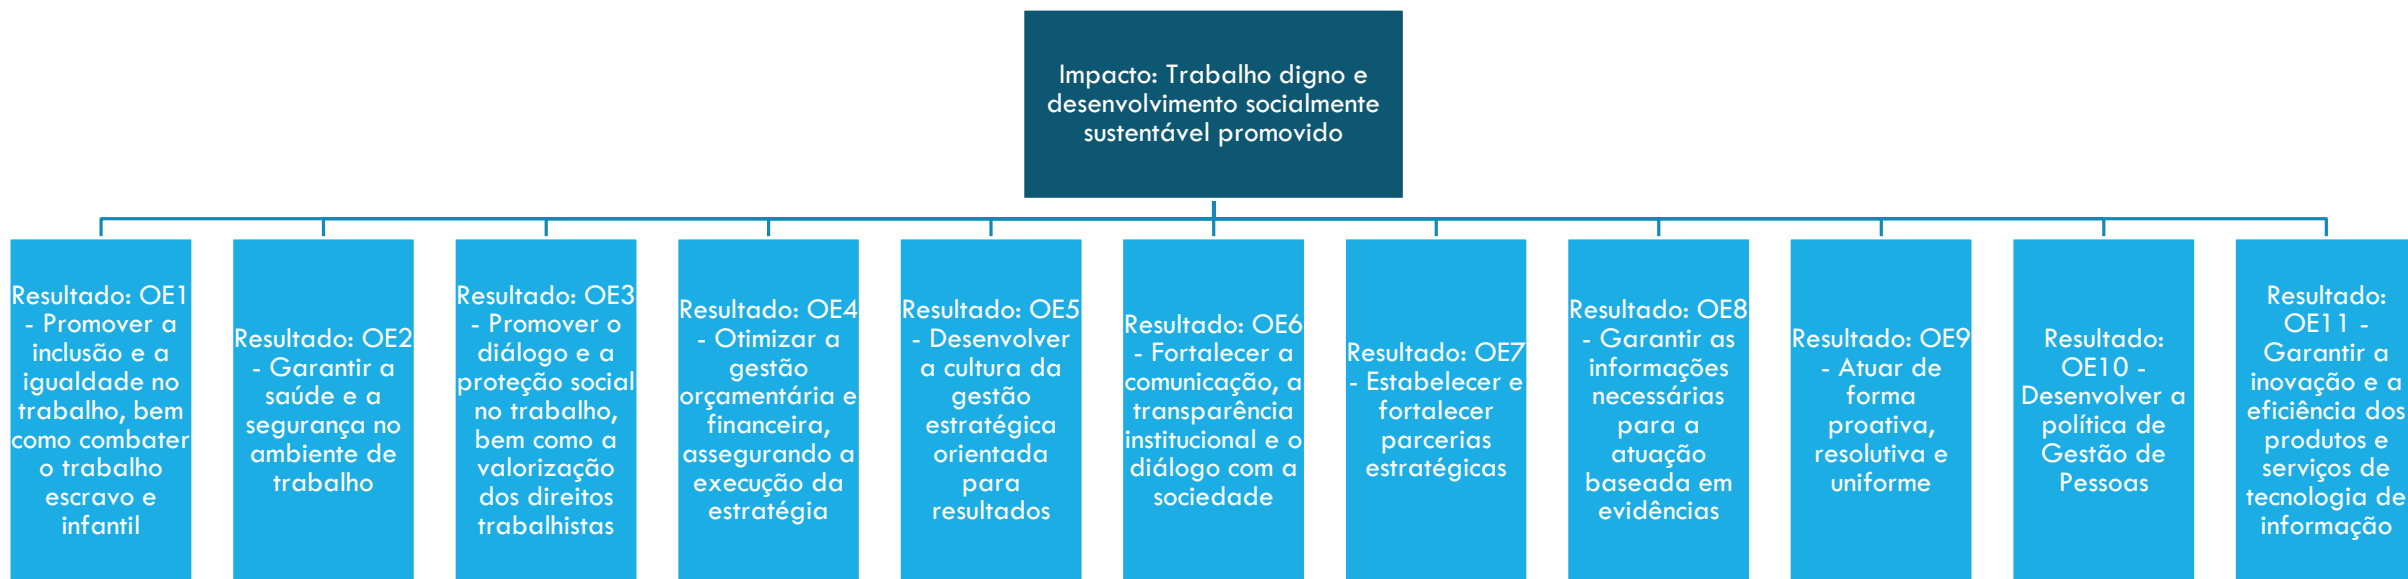 Impacto: Trabalho digno e
desenvolvimento socialmente
sustentável promovido
Resultado: OE1
- Promover a
inclusão e a
igualdade no
trabalho, bem
como combater
o trabalho
escravo e
infantil
Resultado: OE2
- Garantir a
saúde e a
segurança no
ambiente de
trabalho
Resultado: OE3
- Promover o
diálogo e a
proteção social
no trabalho,
bem como a
valorização
dos direitos
trabalhistas
Resultado: OE4
- Otimizar a
gestão
orçamentária e
financeira,
assegurando a
execução da
estratégia
Resultado: OE5
- Desenvolver
a cultura da
gestão
estratégica
orientada
para
resultados
Resultado: OE6
- Fortalecer a
comunicação, a
transparência
institucional e o
diálogo com a
sociedade
Resultado: OE7
- Estabelecer e
fortalecer
parcerias
estratégicas
Resultado: OE8
- Garantir as
informações
necessárias
para a
atuação
baseada em
evidências
Resultado: OE9
- Atuar de
forma
proativa,
resolutiva e
uniforme
Resultado:
OE10 -
Desenvolver a
política de
Gestão de
Pessoas
Resultado:
OE11 -
Garantir a
inovação e a
eficiência dos
produtos e
serviços de
tecnologia de
informação